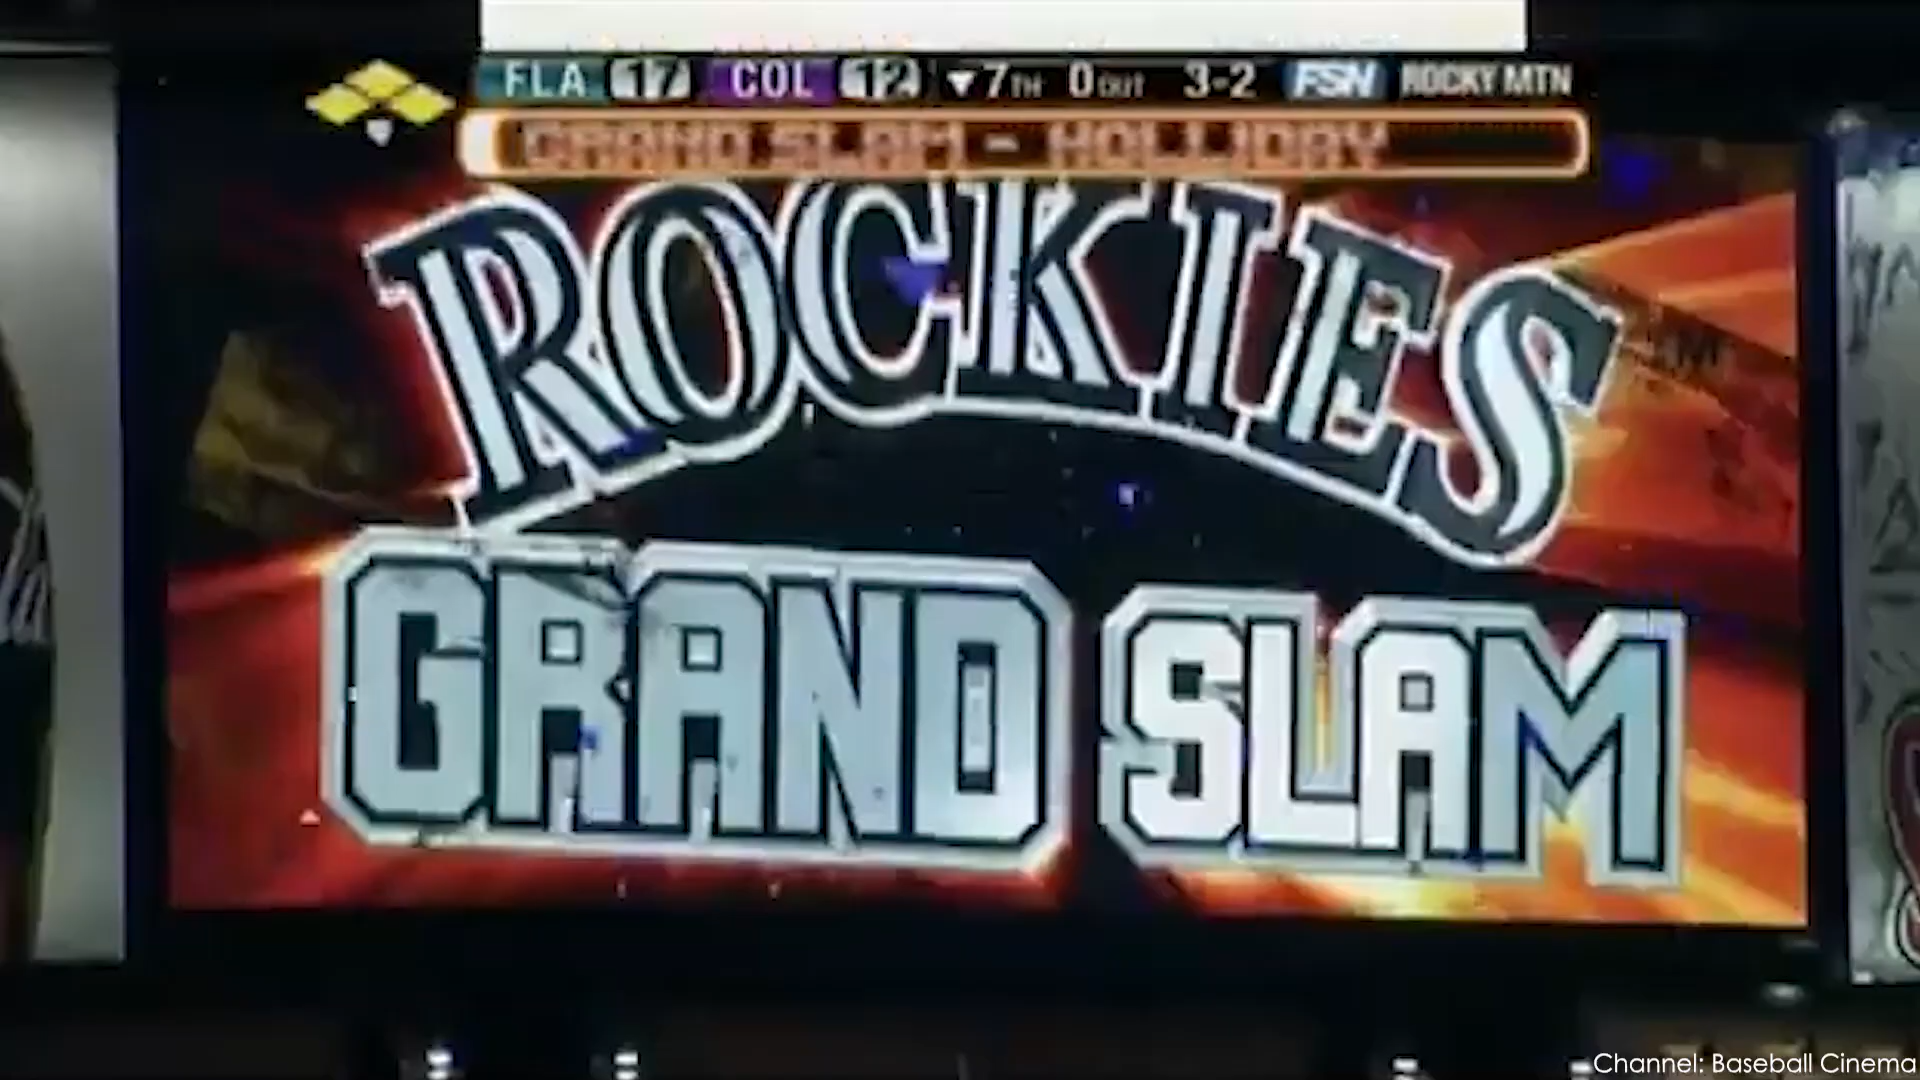 FLA 17 COL 12 ▼7TH 0 OUT 3-2 FSN ROCKY MTN
GRAND SLAM - HOLLIDAY
ROCKIES
GRAND SLAM
Channel: Baseball Cinema